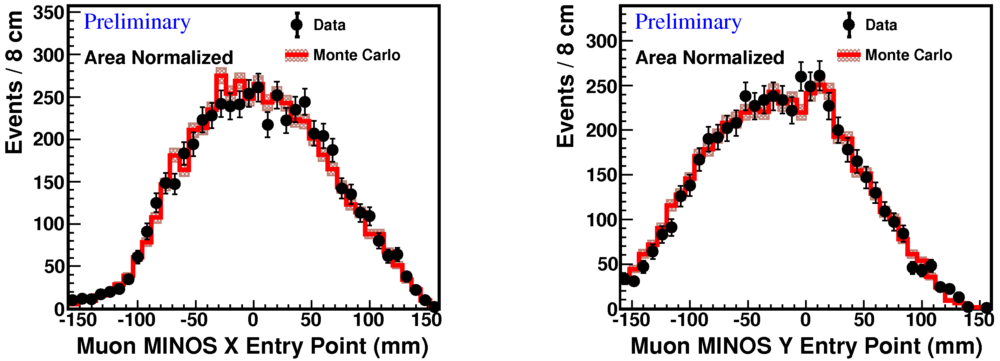 Events / 8 cm
350
300
250
200
150
100
50
0
Preliminary
Area Normalized
Data
Monte Carlo
-150 -100 -50 0 50 100 150
Muon MINOS X Entry Point (mm)
Events / 8 cm
300
250
200
150
100
50
0
Preliminary
Area Normalized
Data
Monte Carlo
-150 -100 -50 0 50 100 150
Muon MINOS Y Entry Point (mm)